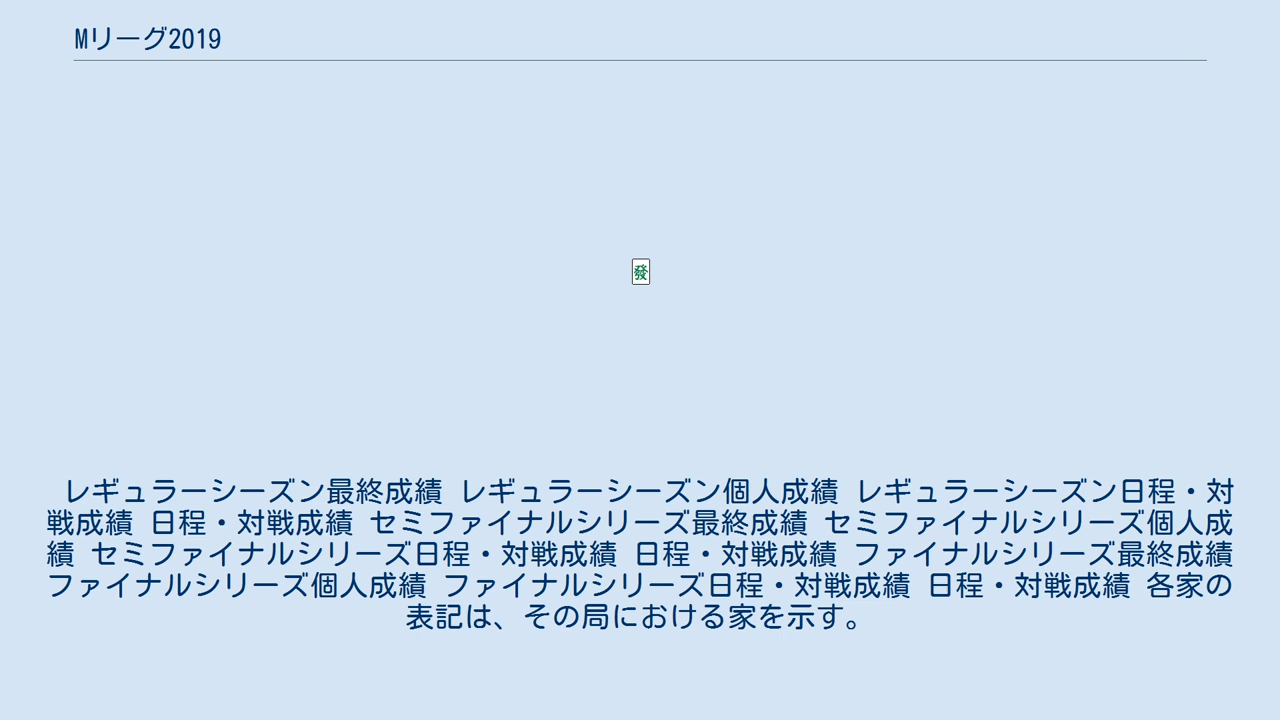 Mリーグ2019
發
レギュラーシーズン最終成績 レギュラーシーズン個人成績 レギュラーシーズン日程・対
戦成績 日程・対戦成績 セミファイナルシリーズ最終成績 セミファイナルシリーズ個人成
績 セミファイナルシリーズ日程・対戦成績 日程・対戦成績 ファイナルシリーズ最終成績
ファイナルシリーズ個人成績 ファイナルシリーズ日程・対戦成績 日程・対戦成績 各家の
表記は、その局における家を示す。